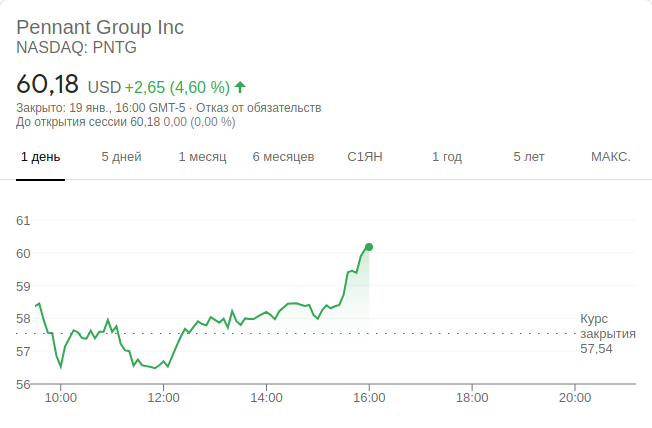 Pennant Group Inc
NASDAQ: PNTG
60,18 USD +2,65 (4,60 %)
Закрыто: 19 янв., 16:00 GMT-5 · Отказ от обязательств
До открытия сессии 60,18 0,00 (0,00 %)
1 день 5 дней 1 месяц 6 месяцев С1ЯН 1 год 5 лет МАКС.
61
60
59
58
57
56
Курс
закрытия
57,54
10:00 12:00 14:00 16:00 18:00 20:00